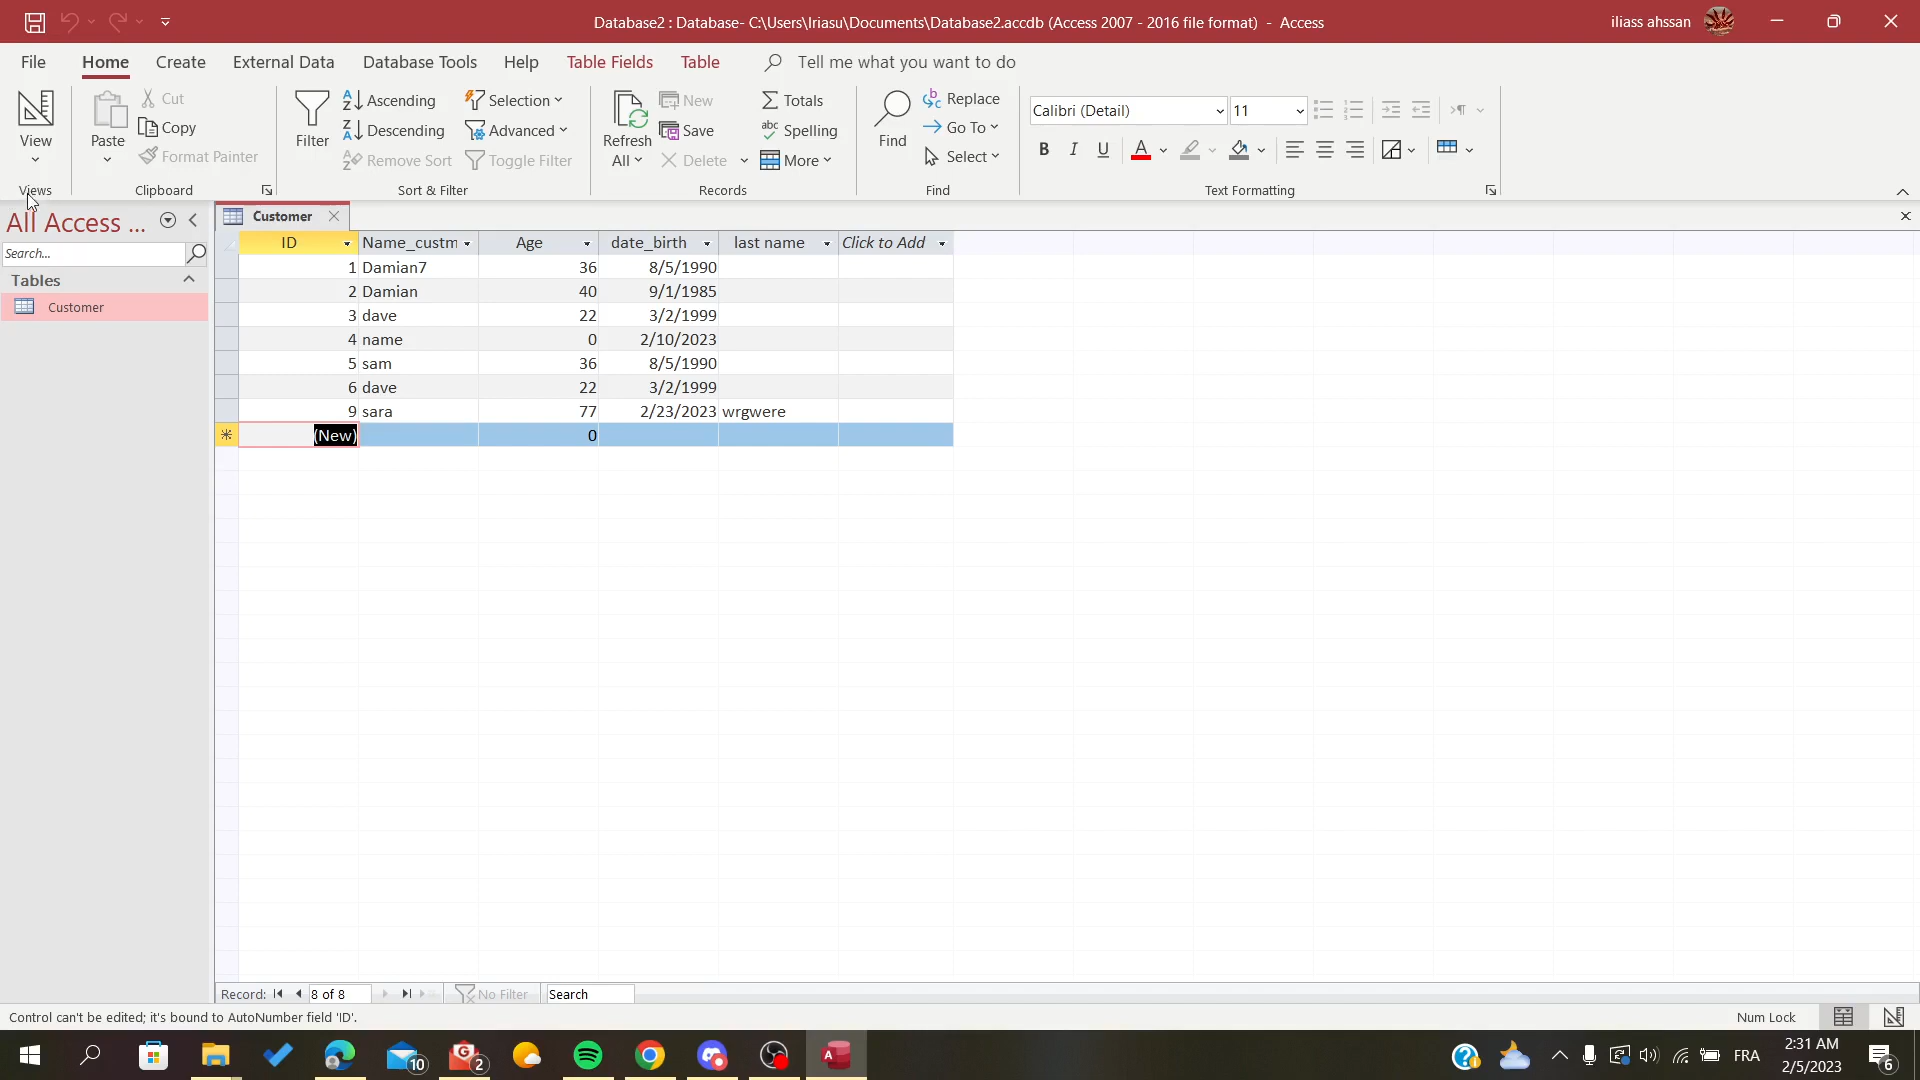 Database2 : Database- C:\Users\Iriasu\Documents\Database2.accdb (Access 2007 - 2016 file format) - Access
iliass ahssan
File Home Create External Data Database Tools Help Table Fields Table Tell me what you want to do
View
Views
Paste
Cut
Copy
Format Painter
Clipboard
Filter
Ascending
Descending
Remove Sort
Selection
Advanced
Toggle Filter
Sort & Filter
Refresh
All
New
Save
Delete
Totals
Spelling
More
Records
Find
Replace
Go To
Select
Find
Calibri (Detail) 11
B I U A
Text Formatting
All Access ...
Search...
Tables
Customer
Customer
ID Name_custm Age date_birth last name Click to Add
1 Damian7 36 8/5/1990
2 Damian 40 9/1/1985
3 dave 22 3/2/1999
4 name 0 2/10/2023
5 sam 36 8/5/1990
6 dave 22 3/2/1999
9 sara 77 2/23/2023 wrgwere
(New) 0
Record: 8 of 8 No Filter Search
Control can't be edited; it's bound to AutoNumber field 'ID'.
Num Lock
10
2
FRA
2:31 AM
2/5/2023
6